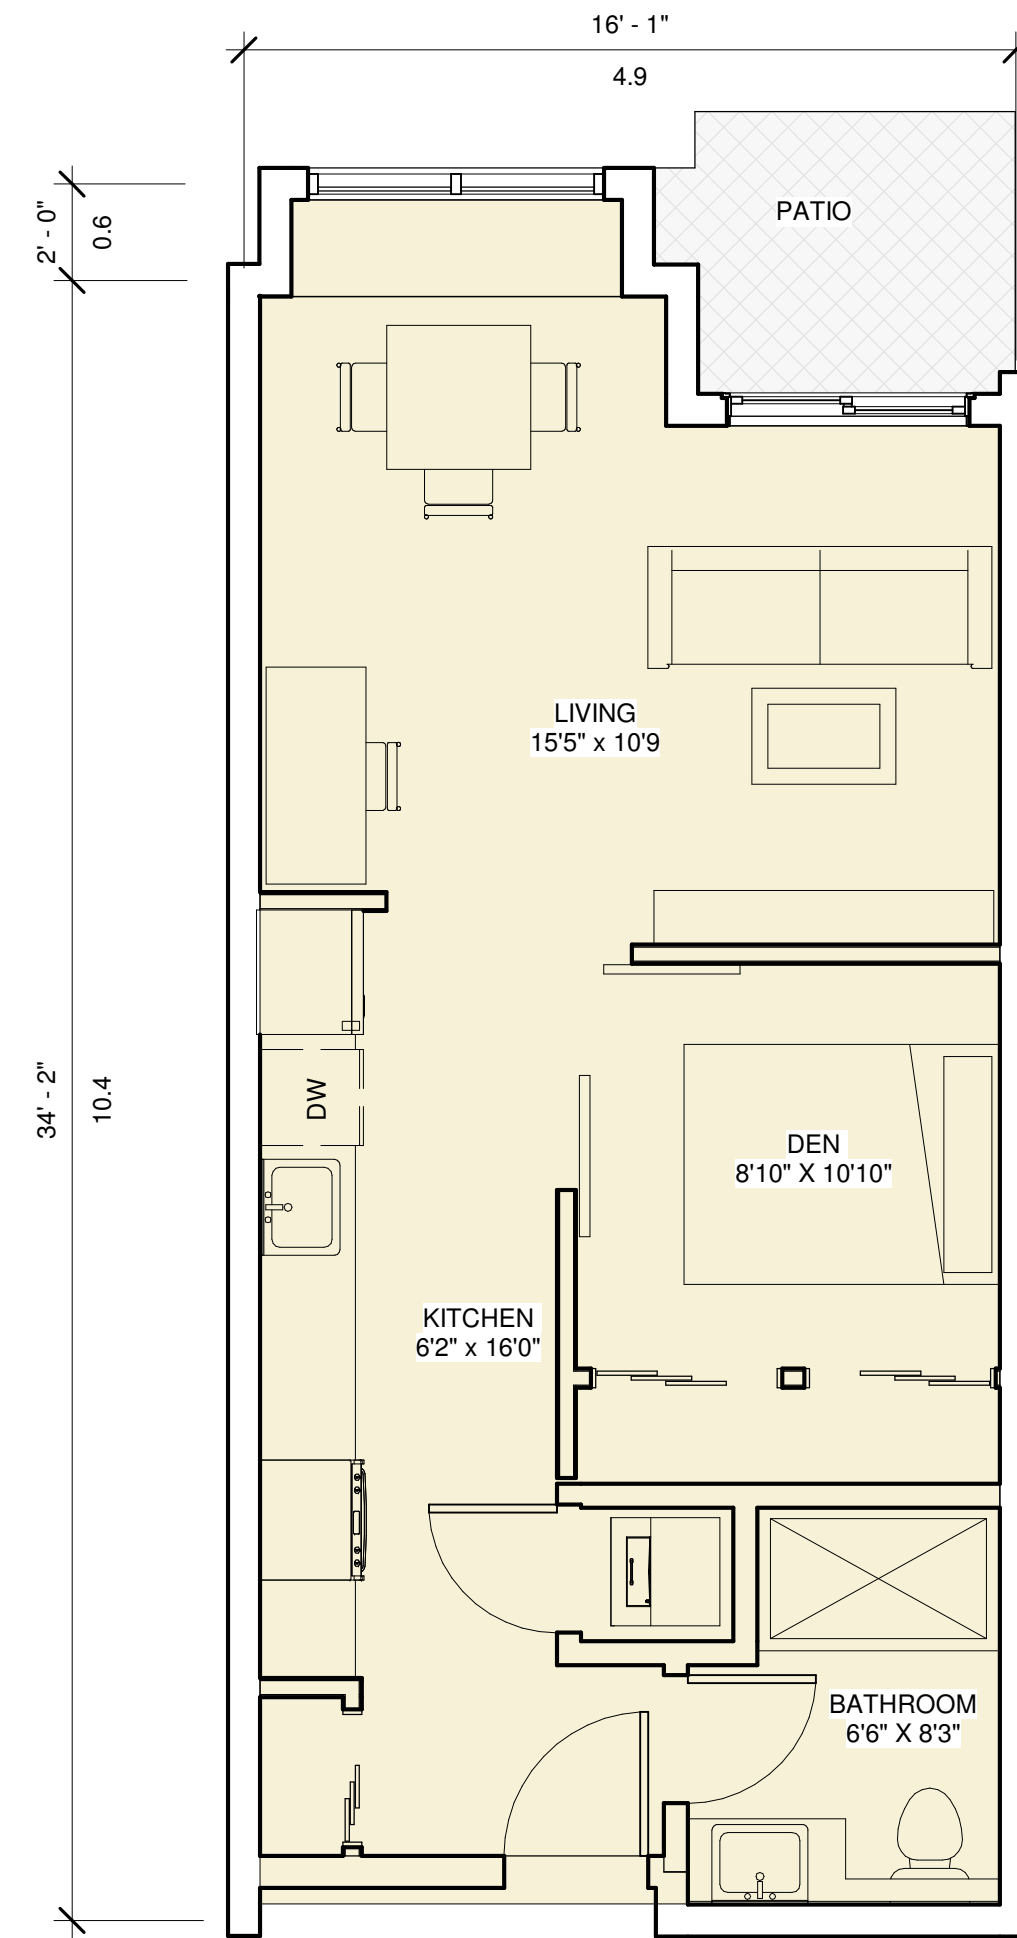 16' - 1"
4.9
PATIO
2' - 0"
0.6
LIVING
15'5" x 10'9
34' - 2"
10.4
DW
DEN
8'10" X 10'10"
KITCHEN
6'2" x 16'0"
BATHROOM
6'6" X 8'3"